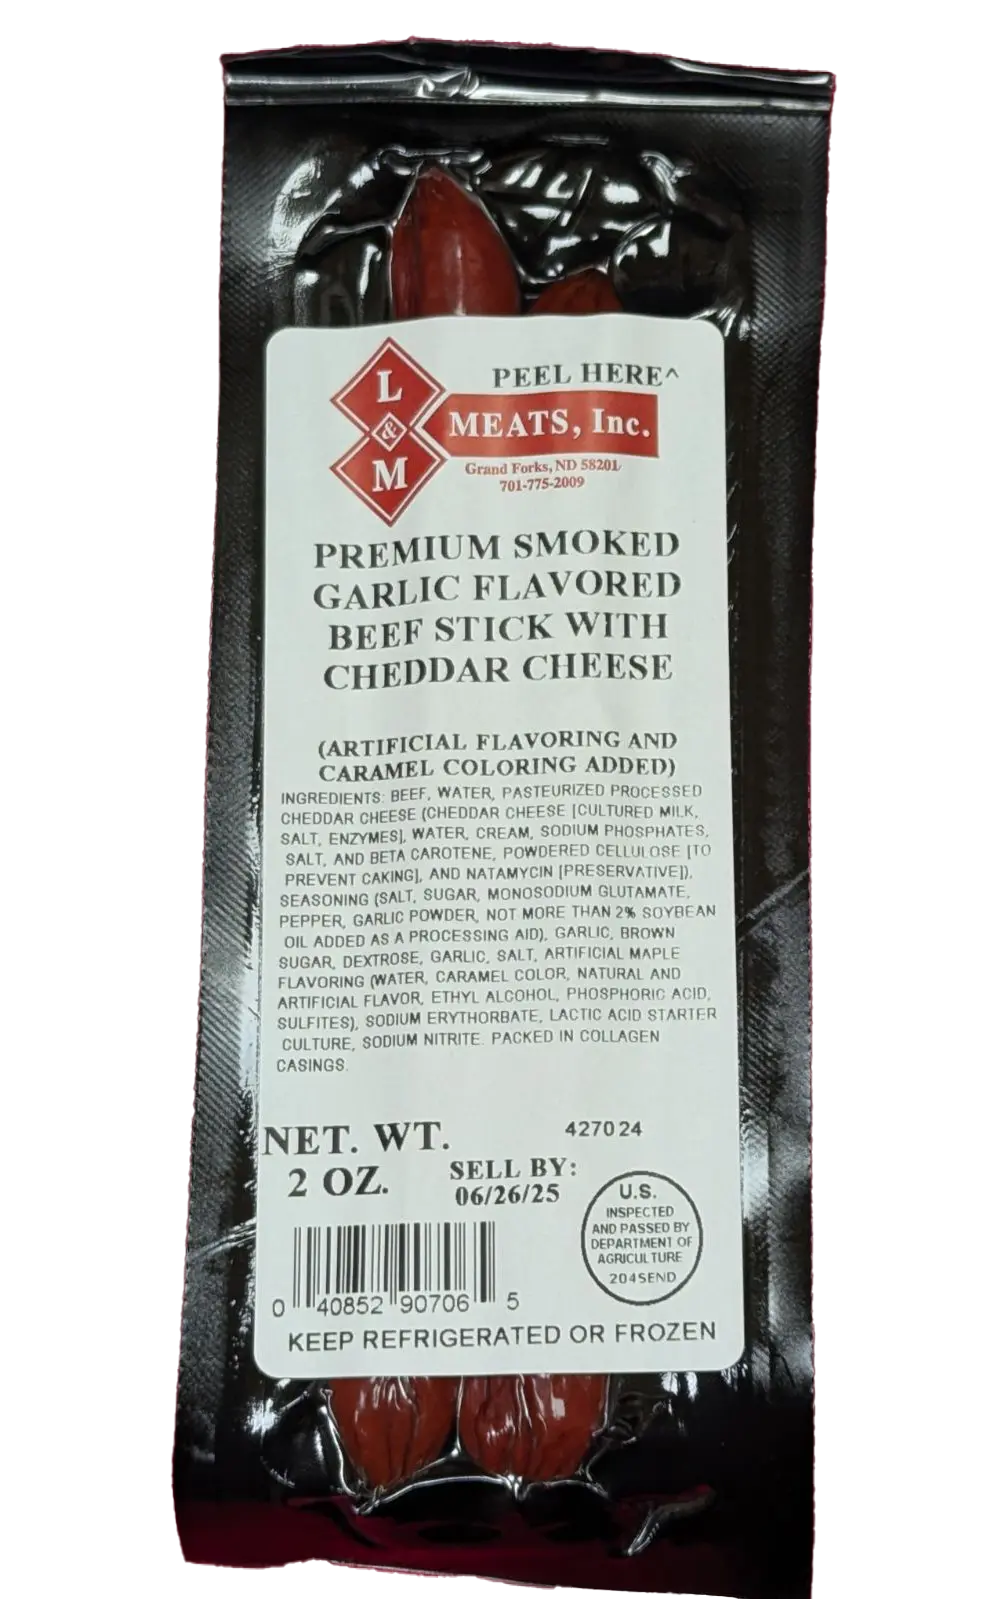 L
&
M
PEEL HERE^
MEATS, Inc.
Grand Forks, ND 58201
701-775-2009
PREMIUM SMOKED
GARLIC FLAVORED
BEEF STICK WITH
CHEDDAR CHEESE
(ARTIFICIAL FLAVORING AND
CARAMEL COLORING ADDED)
INGREDIENTS: BEEF, WATER, PASTEURIZED PROCESSED
CHEDDAR CHEESE (CHEDDAR CHEESE [CULTURED MILK,
SALT, ENZYMES], WATER, CREAM, SODIUM PHOSPHATES,
SALT, AND BETA CAROTENE, POWDERED CELLULOSE [TO
PREVENT CAKING], AND NATAMYCIN [PRESERVATIVE]),
SEASONING (SALT, SUGAR, MONOSODIUM GLUTAMATE,
PEPPER, GARLIC POWDER, NOT MORE THAN 2% SOYBEAN
OIL ADDED AS A PROCESSING AID), GARLIC, BROWN
SUGAR, DEXTROSE, GARLIC, SALT, ARTIFICIAL MAPLE
FLAVORING (WATER, CARAMEL COLOR, NATURAL AND
ARTIFICIAL FLAVOR, ETHYL ALCOHOL, PHOSPHORIC ACID,
SULFITES), SODIUM ERYTHORBATE, LACTIC ACID STARTER
CULTURE, SODIUM NITRITE. PACKED IN COLLAGEN
CASINGS.
NET. WT.
2 OZ.
427024
SELL BY:
06/26/25
U.S.
INSPECTED
AND PASSED BY
DEPARTMENT OF
AGRICULTURE
204SEND
0 40852 90706 5
KEEP REFRIGERATED OR FROZEN